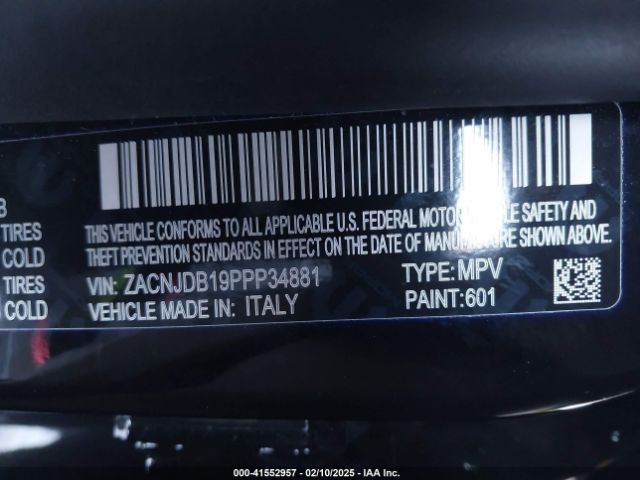 B
TIRES
COLD
TIRES
COLD
THIS VEHICLE CONFORMS TO ALL APPLICABLE U.S. FEDERAL MOTOR LE SAFETY AND
THEFT PREVENTION STANDARDS IN EFFECT ON THE DATE OF MANUFACTURE SHOWN ABOVE.
VIN: ZACNJDB19PPP34881 TYPE:MPV
VEHICLE MADE IN: ITALY PAINT:601
000-41552957 - 02/10/2025 - IAA Inc.